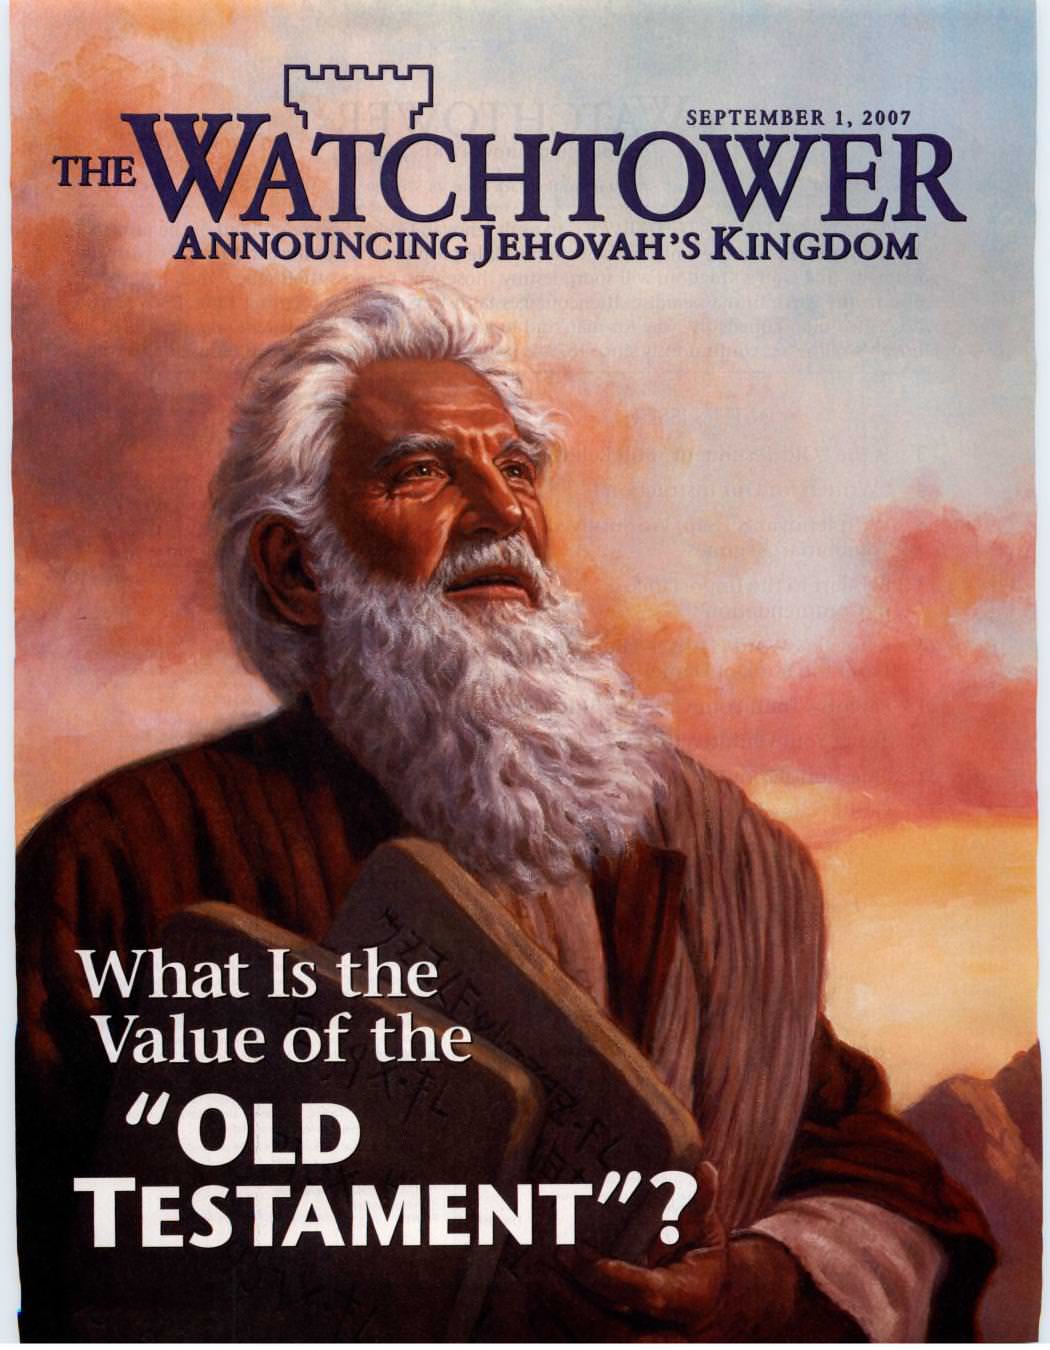 SEPTEMBER 1, 2007
THE WATCHTOWER
ANNOUNCING JEHOVAH'S KINGDOM
What Is the
Value of the
"OLD
TESTAMENT"?